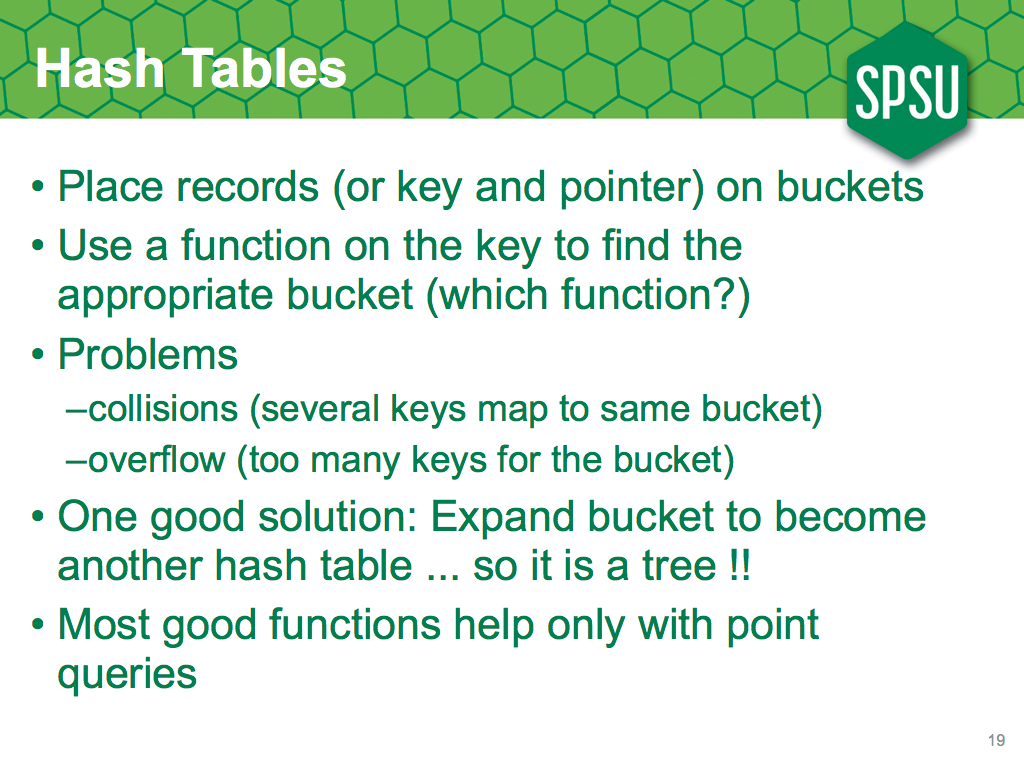 Hash Tables
SPSU
• Place records (or key and pointer) on buckets
• Use a function on the key to find the
appropriate bucket (which function?)
• Problems
–collisions (several keys map to same bucket)
–overflow (too many keys for the bucket)
• One good solution: Expand bucket to become
another hash table ... so it is a tree !!
• Most good functions help only with point
queries
19